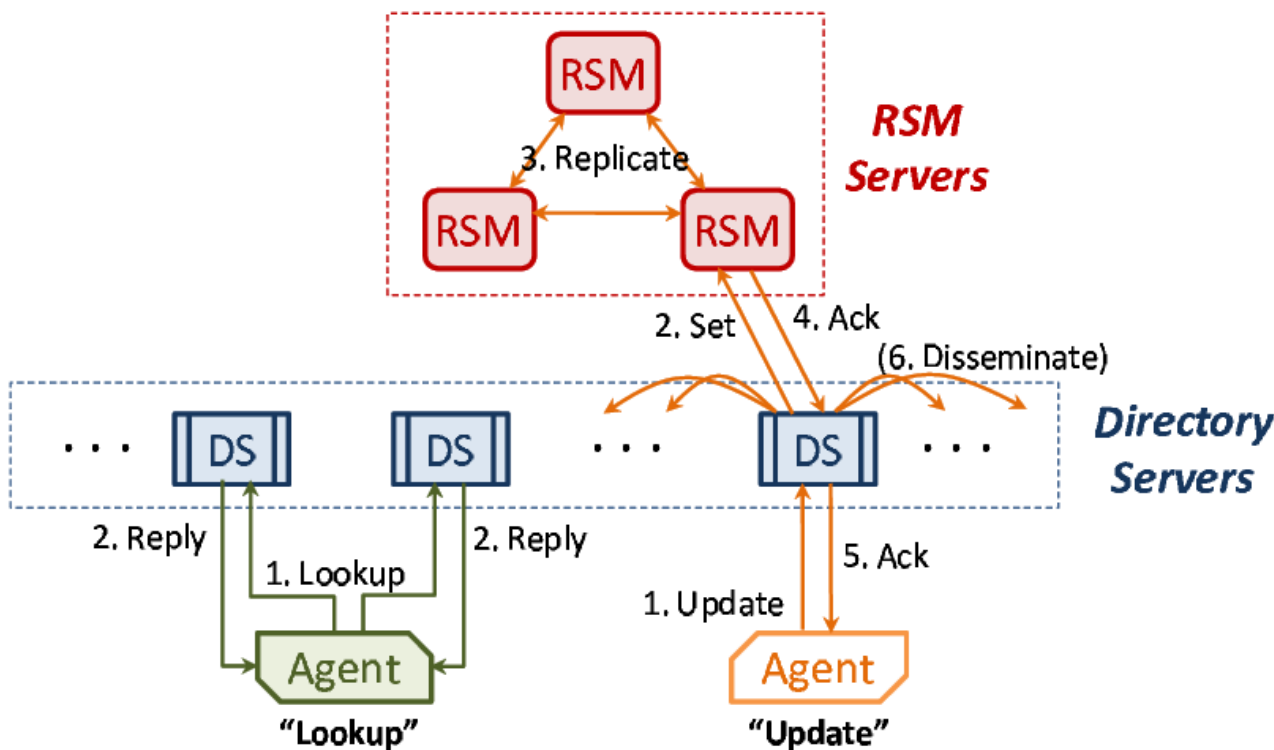 RSM
3. Replicate
RSM
RSM
RSM
Servers
2. Set
4. Ack
(6. Disseminate)
. . .
DS
DS
. . .
DS
. . .
Directory
Servers
2. Reply
1. Lookup
2. Reply
1. Update
5. Ack
Agent
"Lookup"
Agent
"Update"